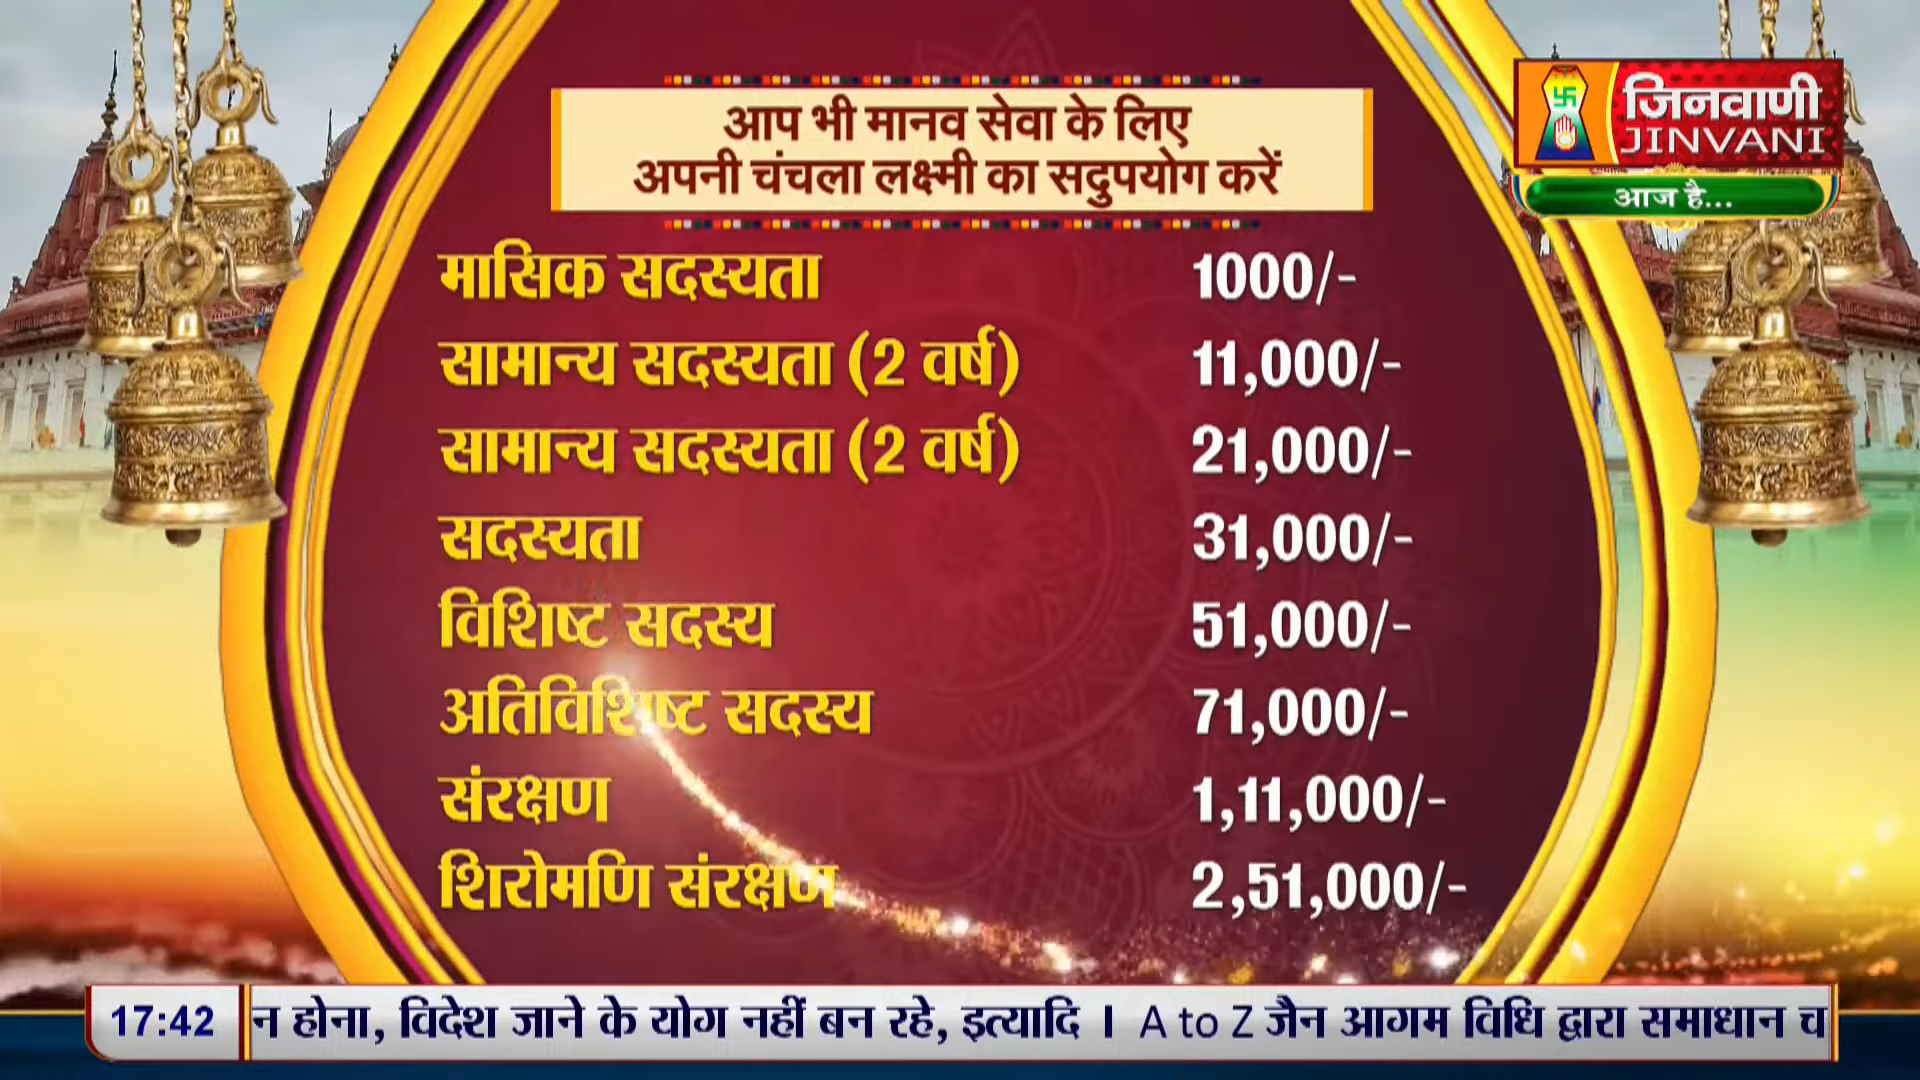 आप भी मानव सेवा के लिए
अपनी चंचला लक्ष्मी का सदुपयोग करें
जिनवाणी
JINVANI
आज है...
मासिक सदस्यता 1000/-
सामान्य सदस्यता (2 वर्ष) 11,000/-
सामान्य सदस्यता (2 वर्ष) 21,000/-
सदस्यता 31,000/-
विशिष्ट सदस्य 51,000/-
अतिविशिष्ट सदस्य 71,000/-
संरक्षण 1,11,000/-
शिरोमणि संरक्षण 2,51,000/-
17:42 न होना, विदेश जाने के योग नहीं बन रहे, इत्यादि । A to Z जैन आगम विधि द्वारा समाधान च